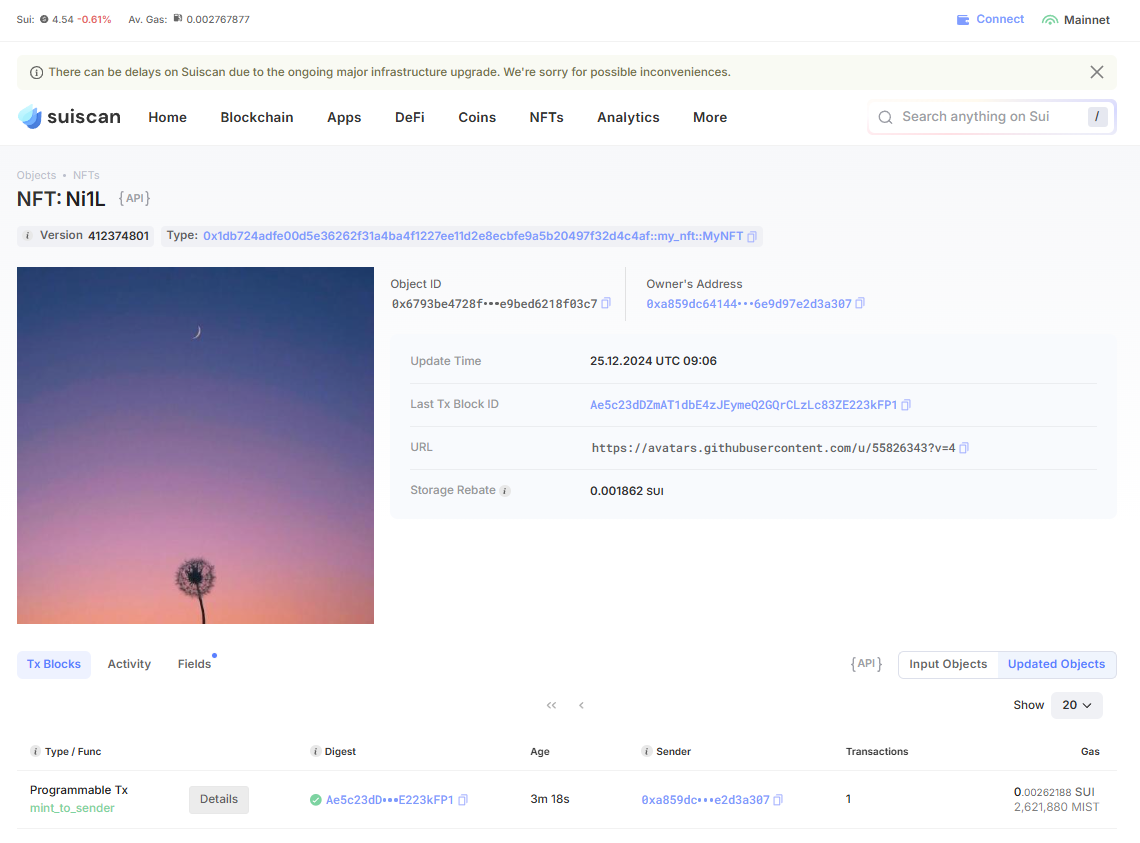 Sui: 4.54 -0.61% Av. Gas: 0.002767877 Connect Mainnet
There can be delays on Suiscan due to the ongoing major infrastructure upgrade. We're sorry for possible inconveniences.
suiscan Home Blockchain Apps DeFi Coins NFTs Analytics More Search anything on Sui /
Objects • NFTs
NFT: Ni1L {API}
i Version 412374801 Type: 0x1db724adfe00d5e36262f31a4ba4f1227ee11d2e8ecbfe9a5b20497f32d4c4af::my_nft::MyNFT
Object ID Owner's Address
0x6793be4728f•••e9bed6218f03c7 0xa859dc64144•••6e9d97e2d3a307
Update Time 25.12.2024 UTC 09:06
Last Tx Block ID Ae5c23dDZmAT1dbE4zJEymeQ2GQrCLzLc83ZE223kFP1
URL https://avatars.githubusercontent.com/u/55826343?v=4
Storage Rebate i 0.001862 SUI
Tx Blocks Activity Fields {API} Input Objects Updated Objects
« ‹ Show 20
i Type / Func i Digest Age i Sender Transactions Gas
Programmable Tx Details Ae5c23dD•••E223kFP1 3m 18s 0xa859dc•••e2d3a307 1 0.00262188 SUI
mint_to_sender 2,621,880 MIST